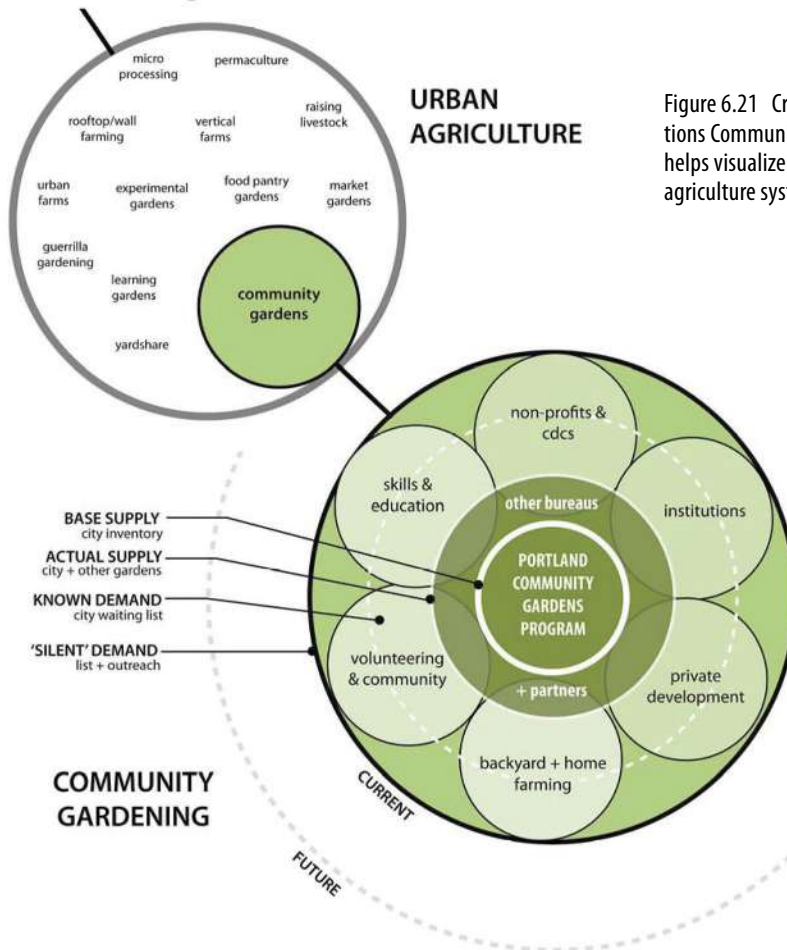 micro
processing
permaculture
raising
livestock
rooftop/wall
farming
vertical
farms
urban
farms
experimental
gardens
food pantry
gardens
market
gardens
guerrilla
gardening
learning
gardens
community
gardens
yardshare
URBAN
AGRICULTURE
Figure 6.21 Cr
tions Commun
helps visualize
agriculture sys
non-profits &
cdcs
skills &
education
other bureaus
institutions
PORTLAND
COMMUNITY
GARDENS
PROGRAM
BASE SUPPLY
city inventory
ACTUAL SUPPLY
city + other gardens
KNOWN DEMAND
city waiting list
'SILENT' DEMAND
list + outreach
volunteering
& community
+ partners
private
development
backyard + home
farming
COMMUNITY
GARDENING
CURRENT
FUTURE